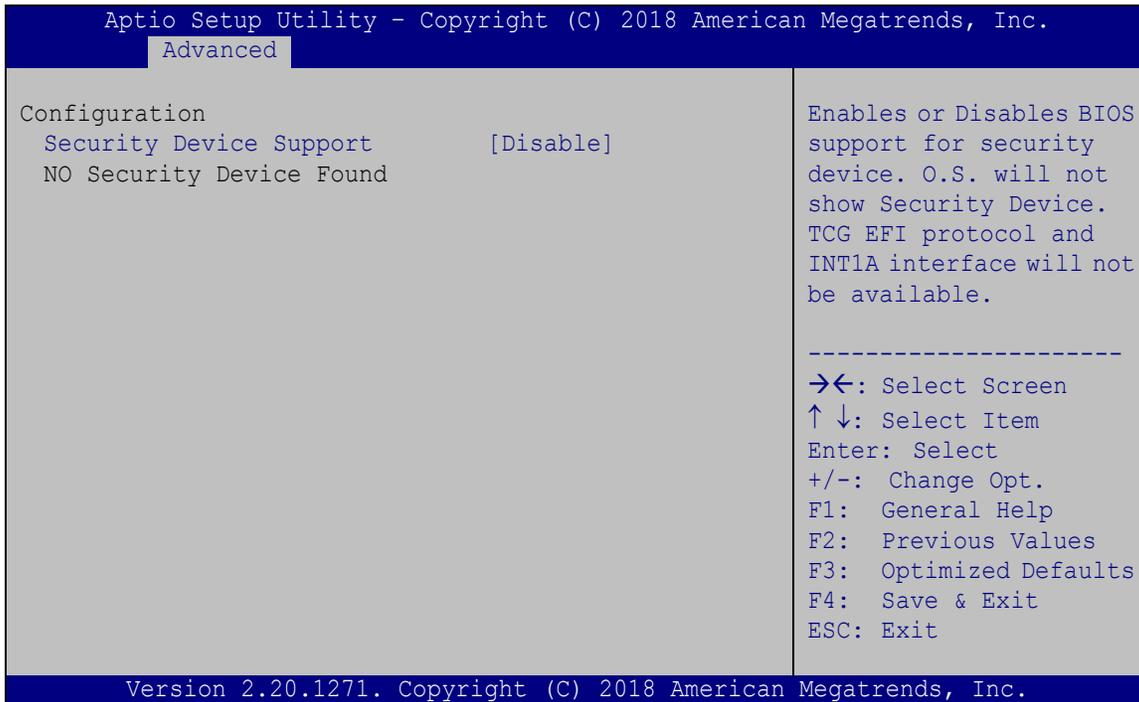 Aptio Setup Utility – Copyright (C) 2018 American Megatrends, Inc.
Advanced
Configuration
Security Device Support [Disable]
NO Security Device Found
Enables or Disables BIOS
support for security
device. O.S. will not
show Security Device.
TCG EFI protocol and
INT1A interface will not
be available.
----------------------
→←: Select Screen
↑ ↓: Select Item
Enter: Select
+/-: Change Opt.
F1: General Help
F2: Previous Values
F3: Optimized Defaults
F4: Save & Exit
ESC: Exit
Version 2.20.1271. Copyright (C) 2018 American Megatrends, Inc.